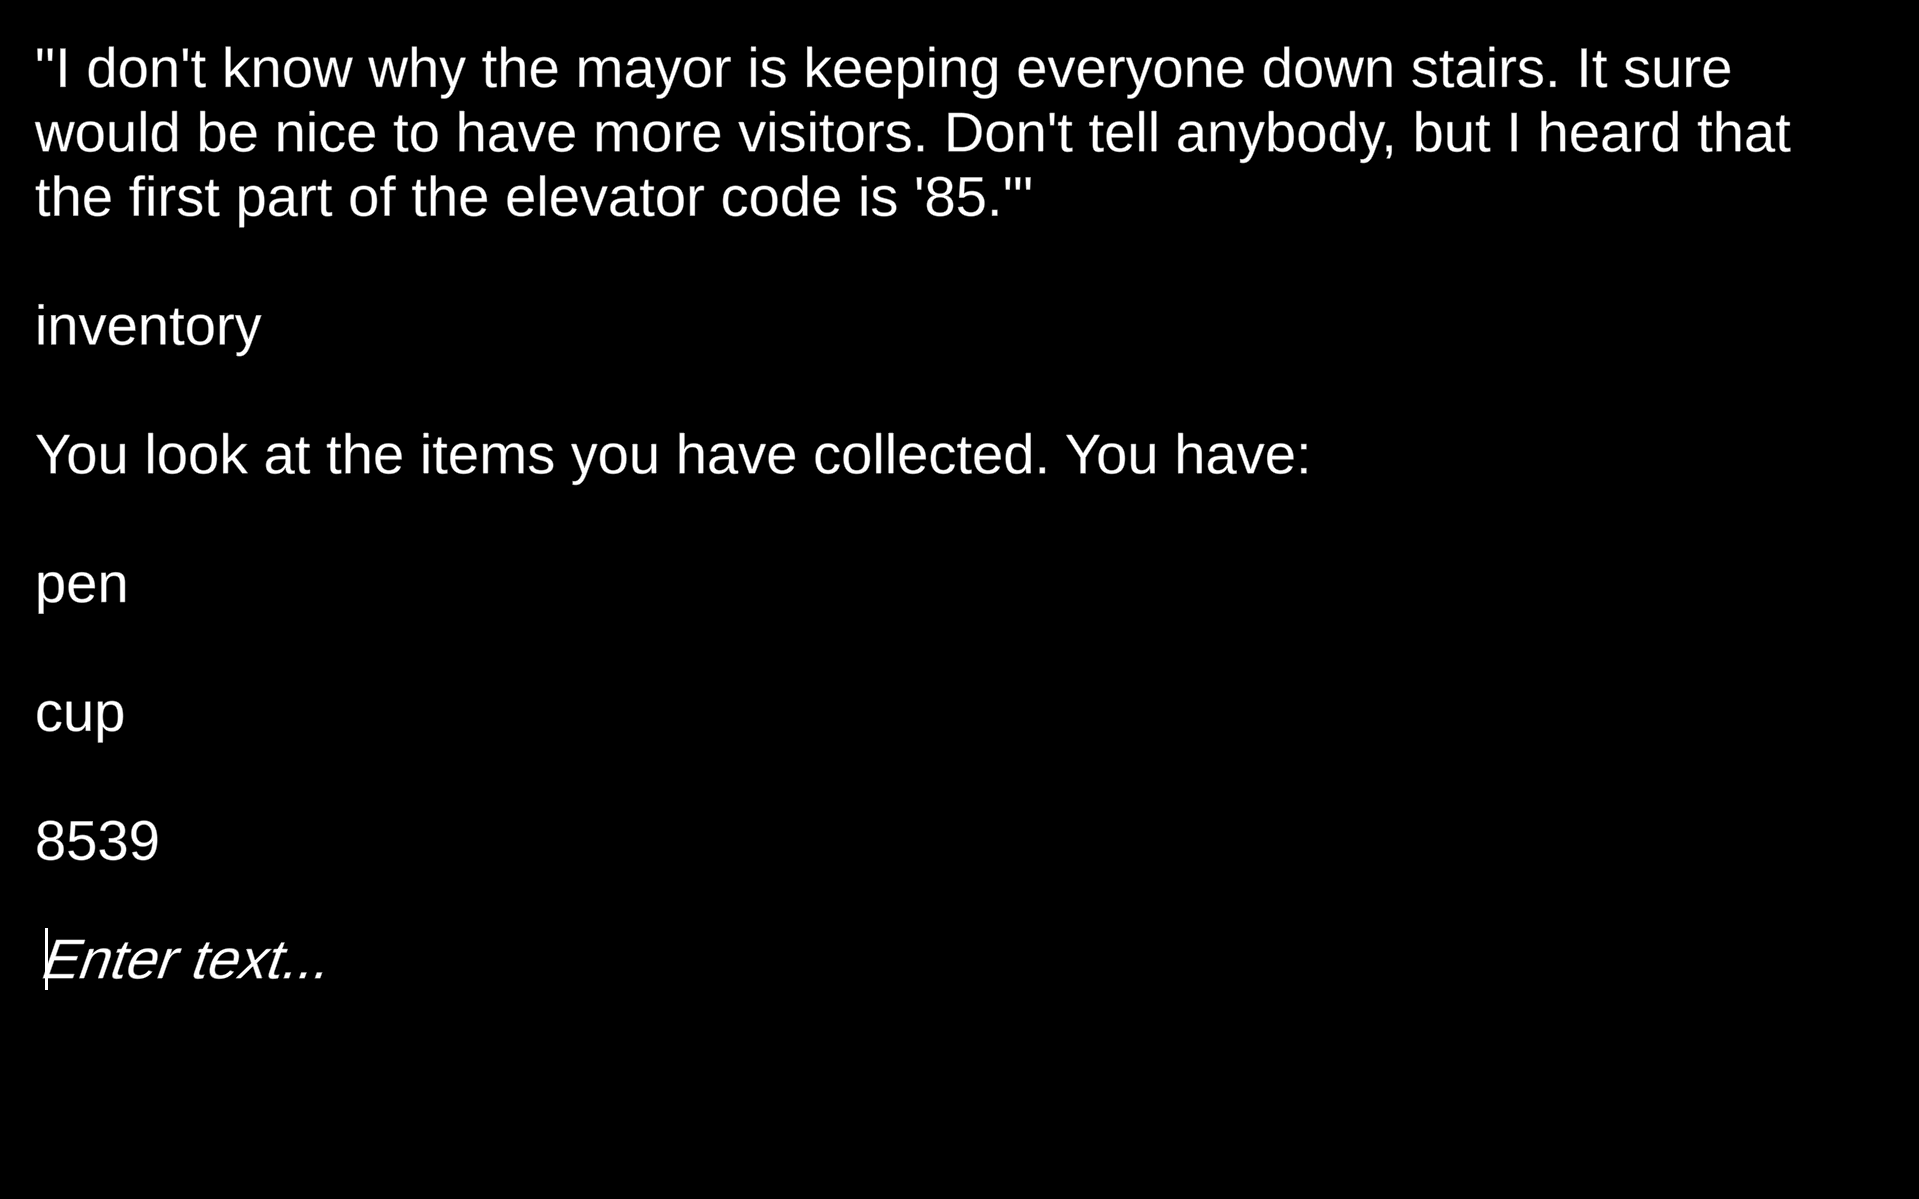 "I don't know why the mayor is keeping everyone down stairs. It sure
would be nice to have more visitors. Don't tell anybody, but I heard that
the first part of the elevator code is '85.'"
inventory
You look at the items you have collected. You have:
pen
cup
8539
Enter text...